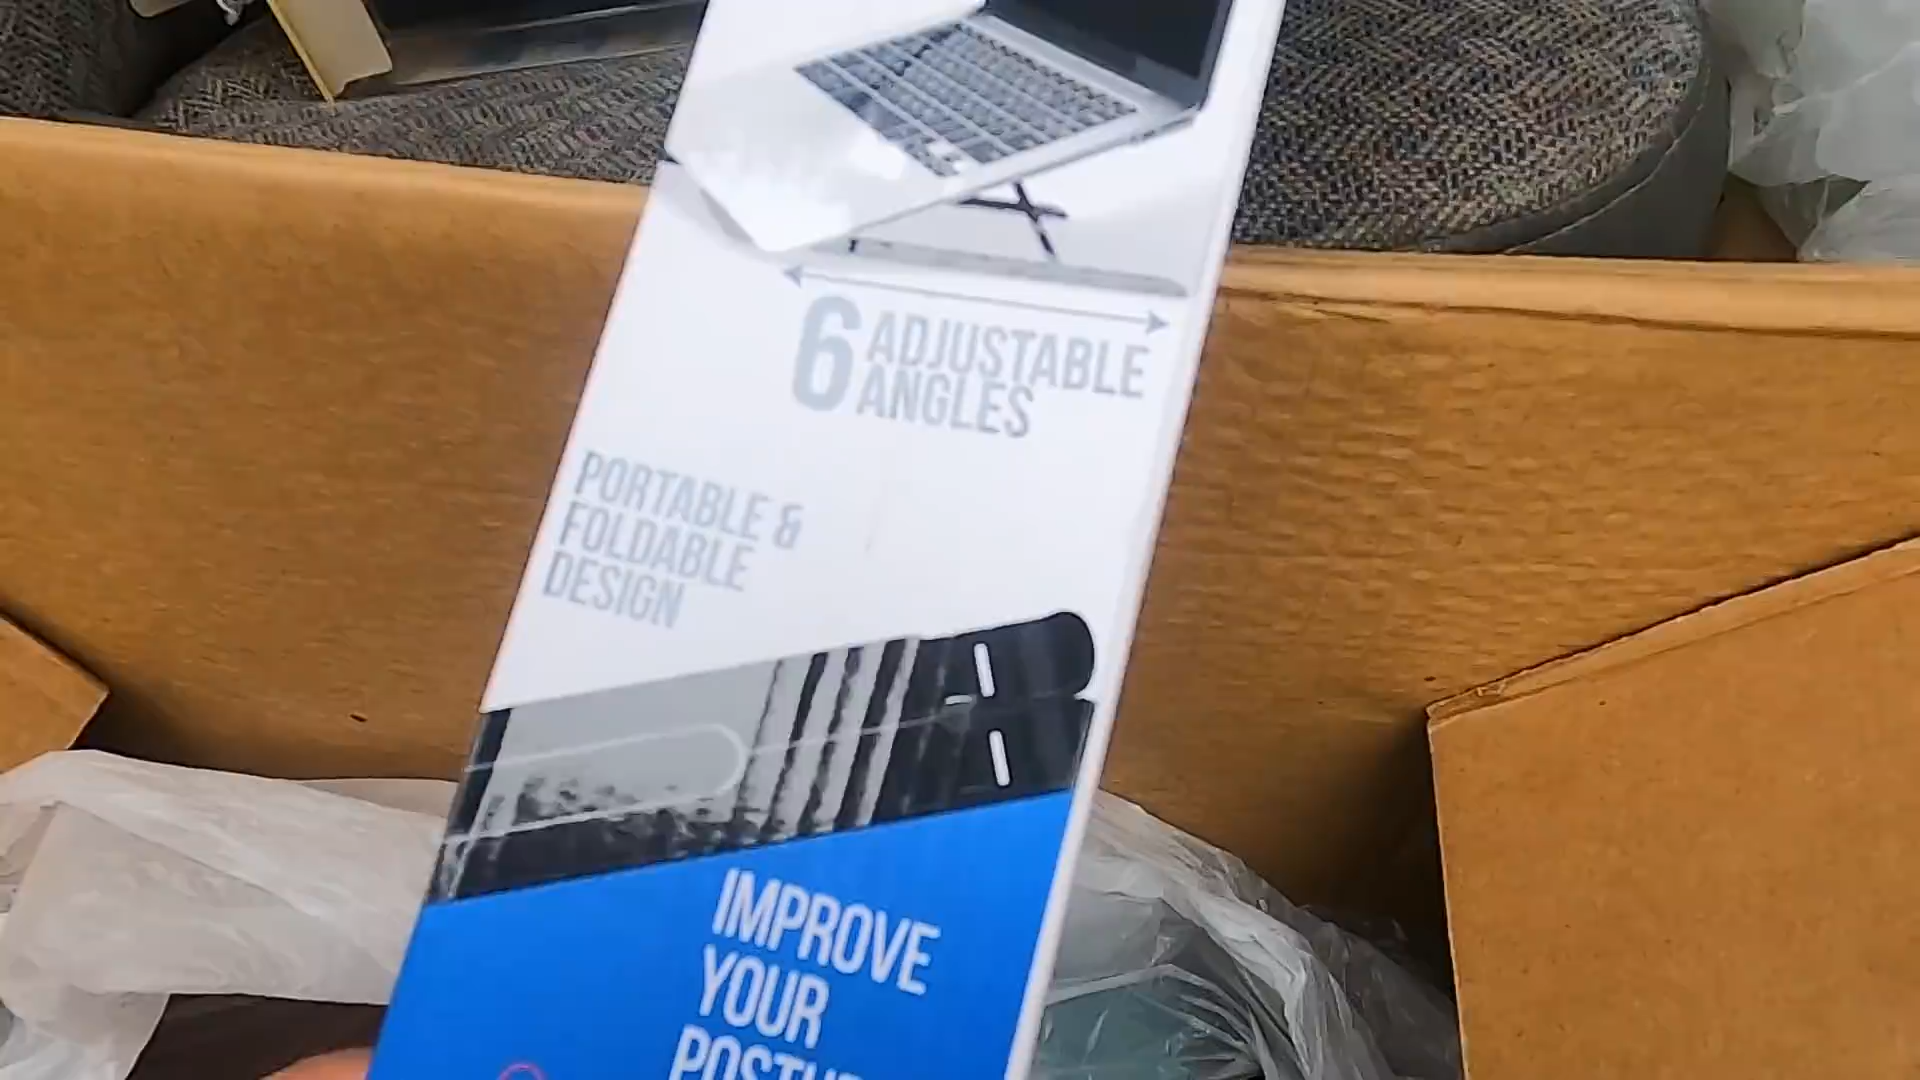 6 ADJUSTABLE
ANGLES
PORTABLE &
FOLDABLE
DESIGN
IMPROVE
YOUR